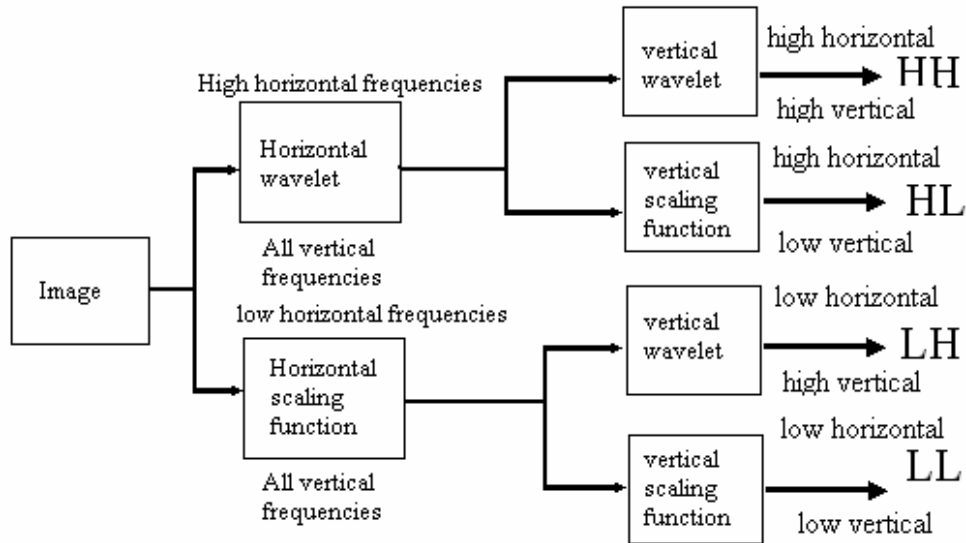 Image
High horizontal frequencies
Horizontal
wavelet
All vertical
frequencies
low horizontal frequencies
Horizontal
scaling
function
All vertical
frequencies
vertical
wavelet
high horizontal
HH
high vertical
vertical
scaling
function
high horizontal
HL
low vertical
vertical
wavelet
low horizontal
LH
high vertical
vertical
scaling
function
low horizontal
LL
low vertical